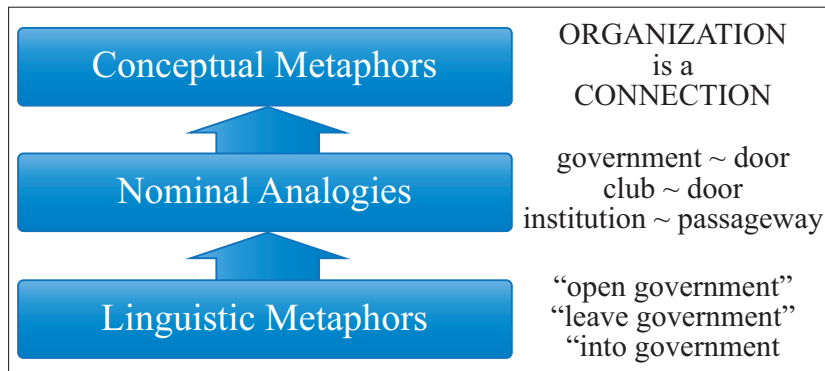 Conceptual Metaphors
ORGANIZATION
is a
CONNECTION
Nominal Analogies
government ~ door
club ~ door
institution ~ passageway
Linguistic Metaphors
“open government”
“leave government”
“into government